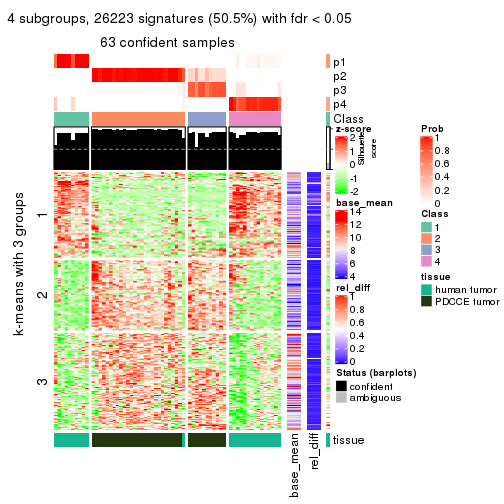 4 subgroups, 26223 signatures (50.5%) with fdr < 0.05
63 confident samples
p1
p2
p3
p4
Class
Silhouette
score
k-means with 3 groups
1
2
3
base_mean
rel_diff
tissue
z-score
2
1
0
-1
-2
base_mean
14
12
10
8
6
4
rel_diff
1
0.8
0.6
0.4
0.2
0
Status (barplots)
confident
ambiguous
Prob
1
0.8
0.6
0.4
0.2
0
Class
1
2
3
4
tissue
human tumor
PDCCE tumor